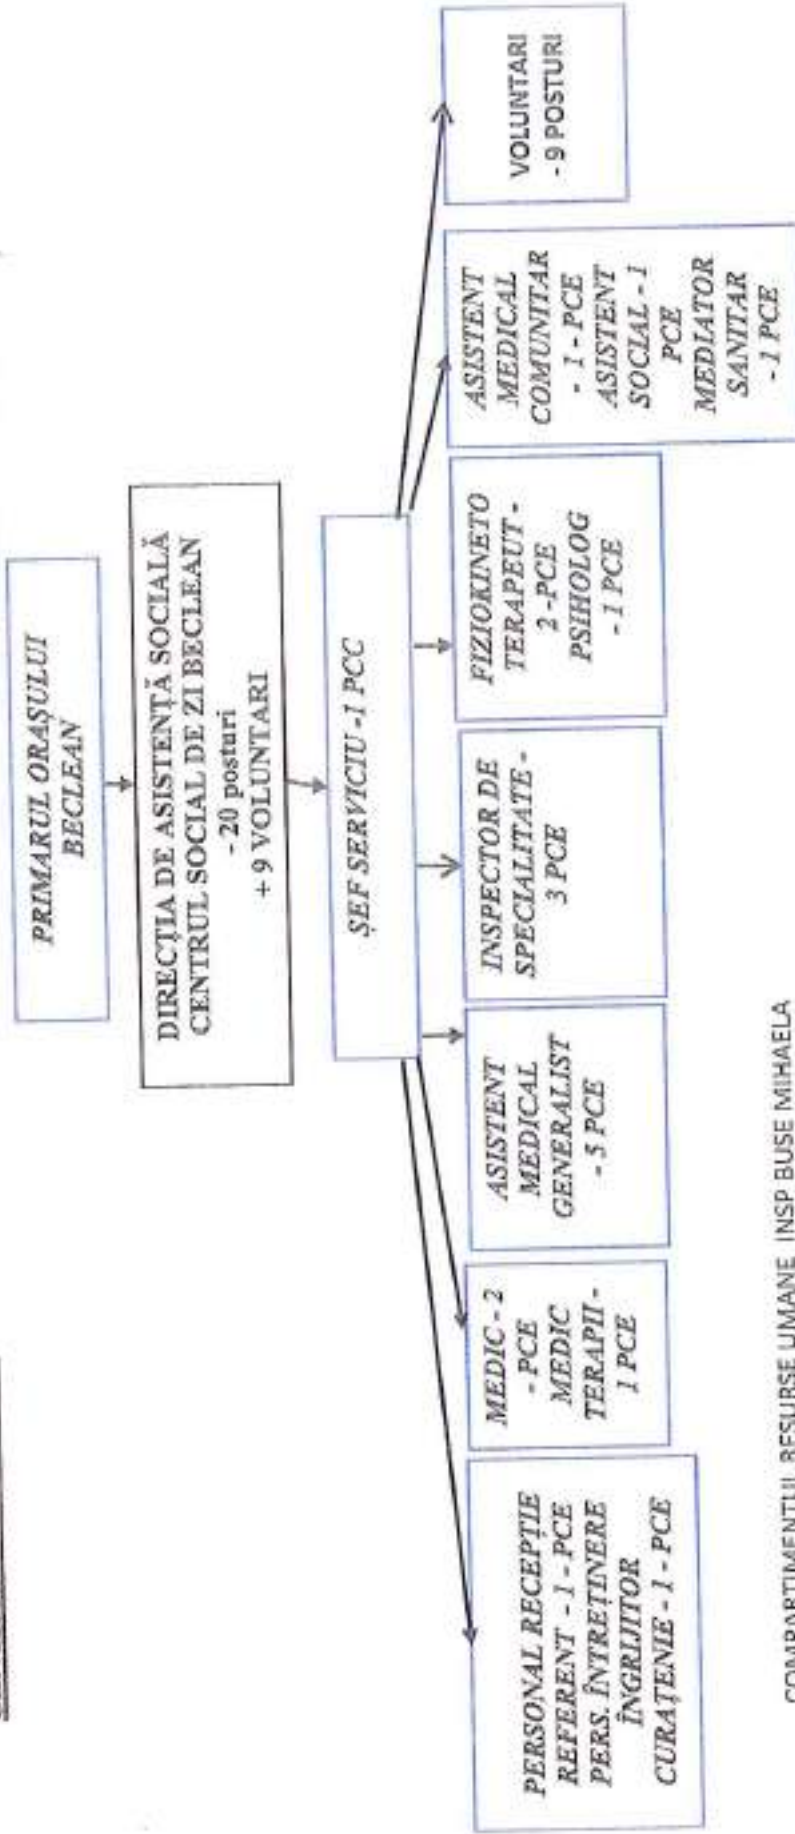 PRIMARUL ORAȘULUI
BECLEAN
DIRECȚIA DE ASISTENȚĂ SOCIALĂ
CENTRUL SOCIAL DE ZI BECLEAN
-20 posturi
+ 9 VOLUNTARI
ȘEF SERVICIU -1 PCC
PERSONAL RECEPȚIE
REFERENT - 1 - PCE
PERS. ÎNTREȚINERE
ÎNGRIJITOR
CURAȚENIE - 1 - PCE
MEDIC - 2
- PCE
MEDIC
TERAPII -
1 PCE
ASISTENT
MEDICAL
GENERALIST
- 5 PCE
INSPECTOR DE
SPECIALITATE -
3 PCE
FIZIOKINETO
TERAPEUT -
2 -PCE
PSIHOLOG
- 1 PCE
ASISTENT
MEDICAL
COMUNITAR
- 1 - PCE
ASISTENT
SOCIAL - 1
PCE
MEDIATOR
SANITAR
- 1 PCE
VOLUNTARI
- 9 POSTURI
COMPARTIMENTUL RESURSE UMANE INSP BUSE MIHAELA